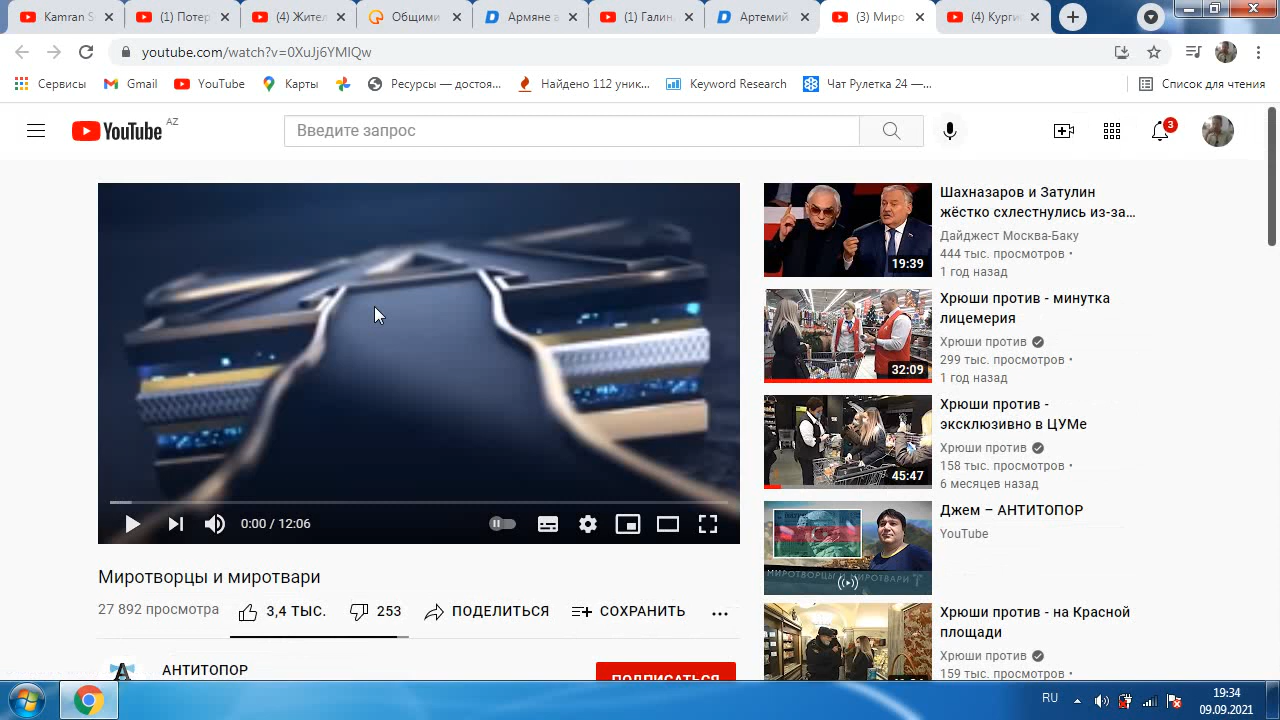 Kamran S
(1) Потер
(4) Жител
Общими
Армяне
(1) Галин
Артемий
(3) Миро
(4) Курги
youtube.com/watch?v=0XuJj6YMIQw
Сервисы
Gmail
YouTube
Карты
Ресурсы — достоя...
Найдено 112 уник...
Keyword Research
Чат Рулетка 24 —...
Список для чтения
YouTube AZ
Введите запрос
3
0:00 / 12:06
Миротворцы и миротвари
27 892 просмотра
3,4 ТЫС.
253
ПОДЕЛИТЬСЯ
СОХРАНИТЬ
АНТИТОПОР
ПОДПИСАТЬСЯ
19:39
Шахназаров и Затулин
жёстко схлестнулись из-за...
Дайджест Москва-Баку
444 тыс. просмотров •
1 год назад
32:09
Хрюши против - минутка
лицемерия
Хрюши против
299 тыс. просмотров •
1 год назад
45:47
Хрюши против -
эксклюзивно в ЦУМе
Хрюши против
158 тыс. просмотров •
6 месяцев назад
МИРОТВОРЦЫ И МИРОТВАРИ
Джем – АНТИТОПОР
YouTube
Хрюши против - на Красной
площади
Хрюши против
159 тыс. просмотров •
RU
19:34
09.09.2021